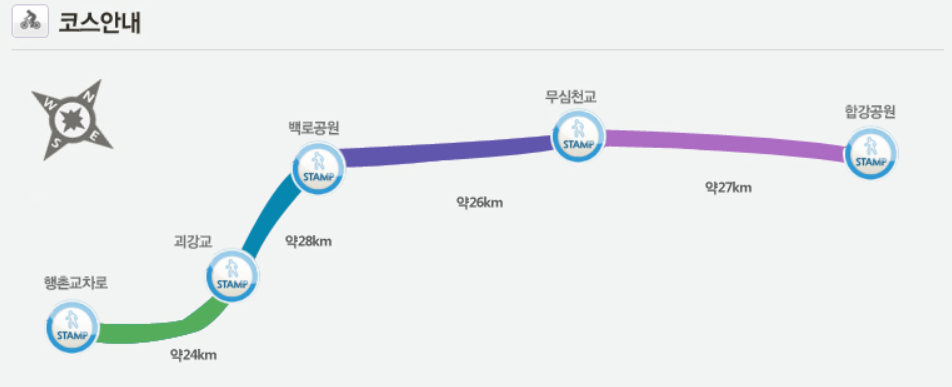 코스안내
W
N
S
E
무심천교
합강공원
백로공원
STAMP
STAMP
STAMP
약26km
약27km
괴강교
약28km
STAMP
행촌교차로
STAMP
약24km